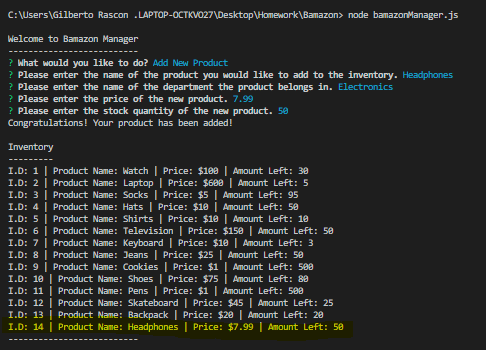 C:\Users\Gilberto Rascon .LAPTOP-OCTKVO27\Desktop\Homework\Bamazon> node bamazonManager.js
Welcome to Bamazon Manager
---------------------------
? What would you like to do? Add New Product
? Please enter the name of the product you would like to add to the inventory. Headphones
? Please enter the name of the department the product belongs in. Electronics
? Please enter the price of the new product. 7.99
? Please enter the stock quantity of the new product. 50
Congratulations! Your product has been added!
Inventory
---------
I.D: 1 | Product Name: Watch | Price: $100 | Amount Left: 30
I.D: 2 | Product Name: Laptop | Price: $600 | Amount Left: 5
I.D: 3 | Product Name: Socks | Price: $5 | Amount Left: 95
I.D: 4 | Product Name: Hats | Price: $10 | Amount Left: 50
I.D: 5 | Product Name: Shirts | Price: $10 | Amount Left: 10
I.D: 6 | Product Name: Television | Price: $150 | Amount Left: 50
I.D: 7 | Product Name: Keyboard | Price: $10 | Amount Left: 3
I.D: 8 | Product Name: Jeans | Price: $25 | Amount Left: 50
I.D: 9 | Product Name: Cookies | Price: $1 | Amount Left: 500
I.D: 10 | Product Name: Shoes | Price: $75 | Amount Left: 80
I.D: 11 | Product Name: Pens | Price: $1 | Amount Left: 500
I.D: 12 | Product Name: Skateboard | Price: $45 | Amount Left: 25
I.D: 13 | Product Name: Backpack | Price: $20 | Amount Left: 20
I.D: 14 | Product Name: Headphones | Price: $7.99 | Amount Left: 50
---------------------------